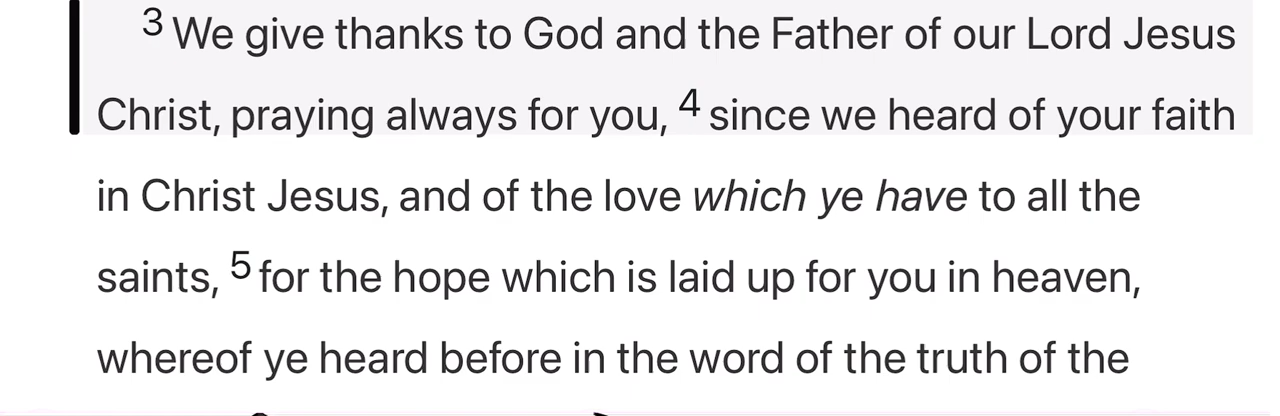 3 We give thanks to God and the Father of our Lord Jesus
Christ, praying always for you, 4 since we heard of your faith
in Christ Jesus, and of the love which ye have to all the
saints, 5 for the hope which is laid up for you in heaven,
whereof ye heard before in the word of the truth of the